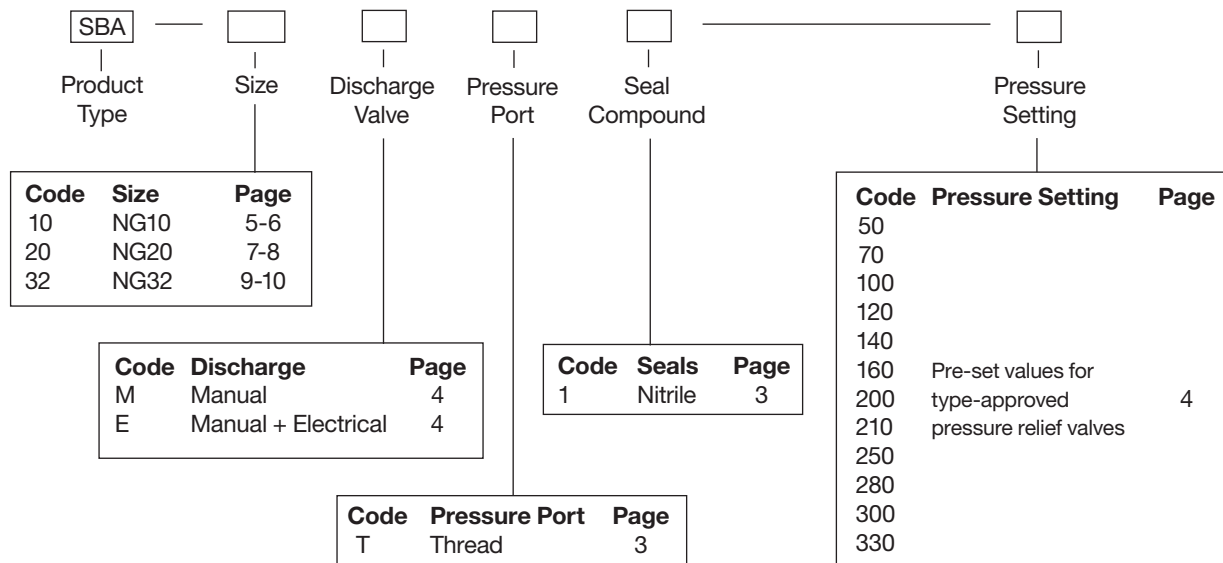 SBA
Product Type
Size
Discharge Valve
Pressure Port
Seal Compound
Pressure Setting
Code Size Page
10 NG10 5-6
20 NG20 7-8
32 NG32 9-10
Code Discharge Page
M Manual 4
E Manual + Electrical 4
Code Pressure Port Page
T Thread 3
Code Seals Page
1 Nitrile 3
Code Pressure Setting Page
50
70
100
120
140
160 Pre-set values for
200 type-approved 4
210 pressure relief valves
250
280
300
330